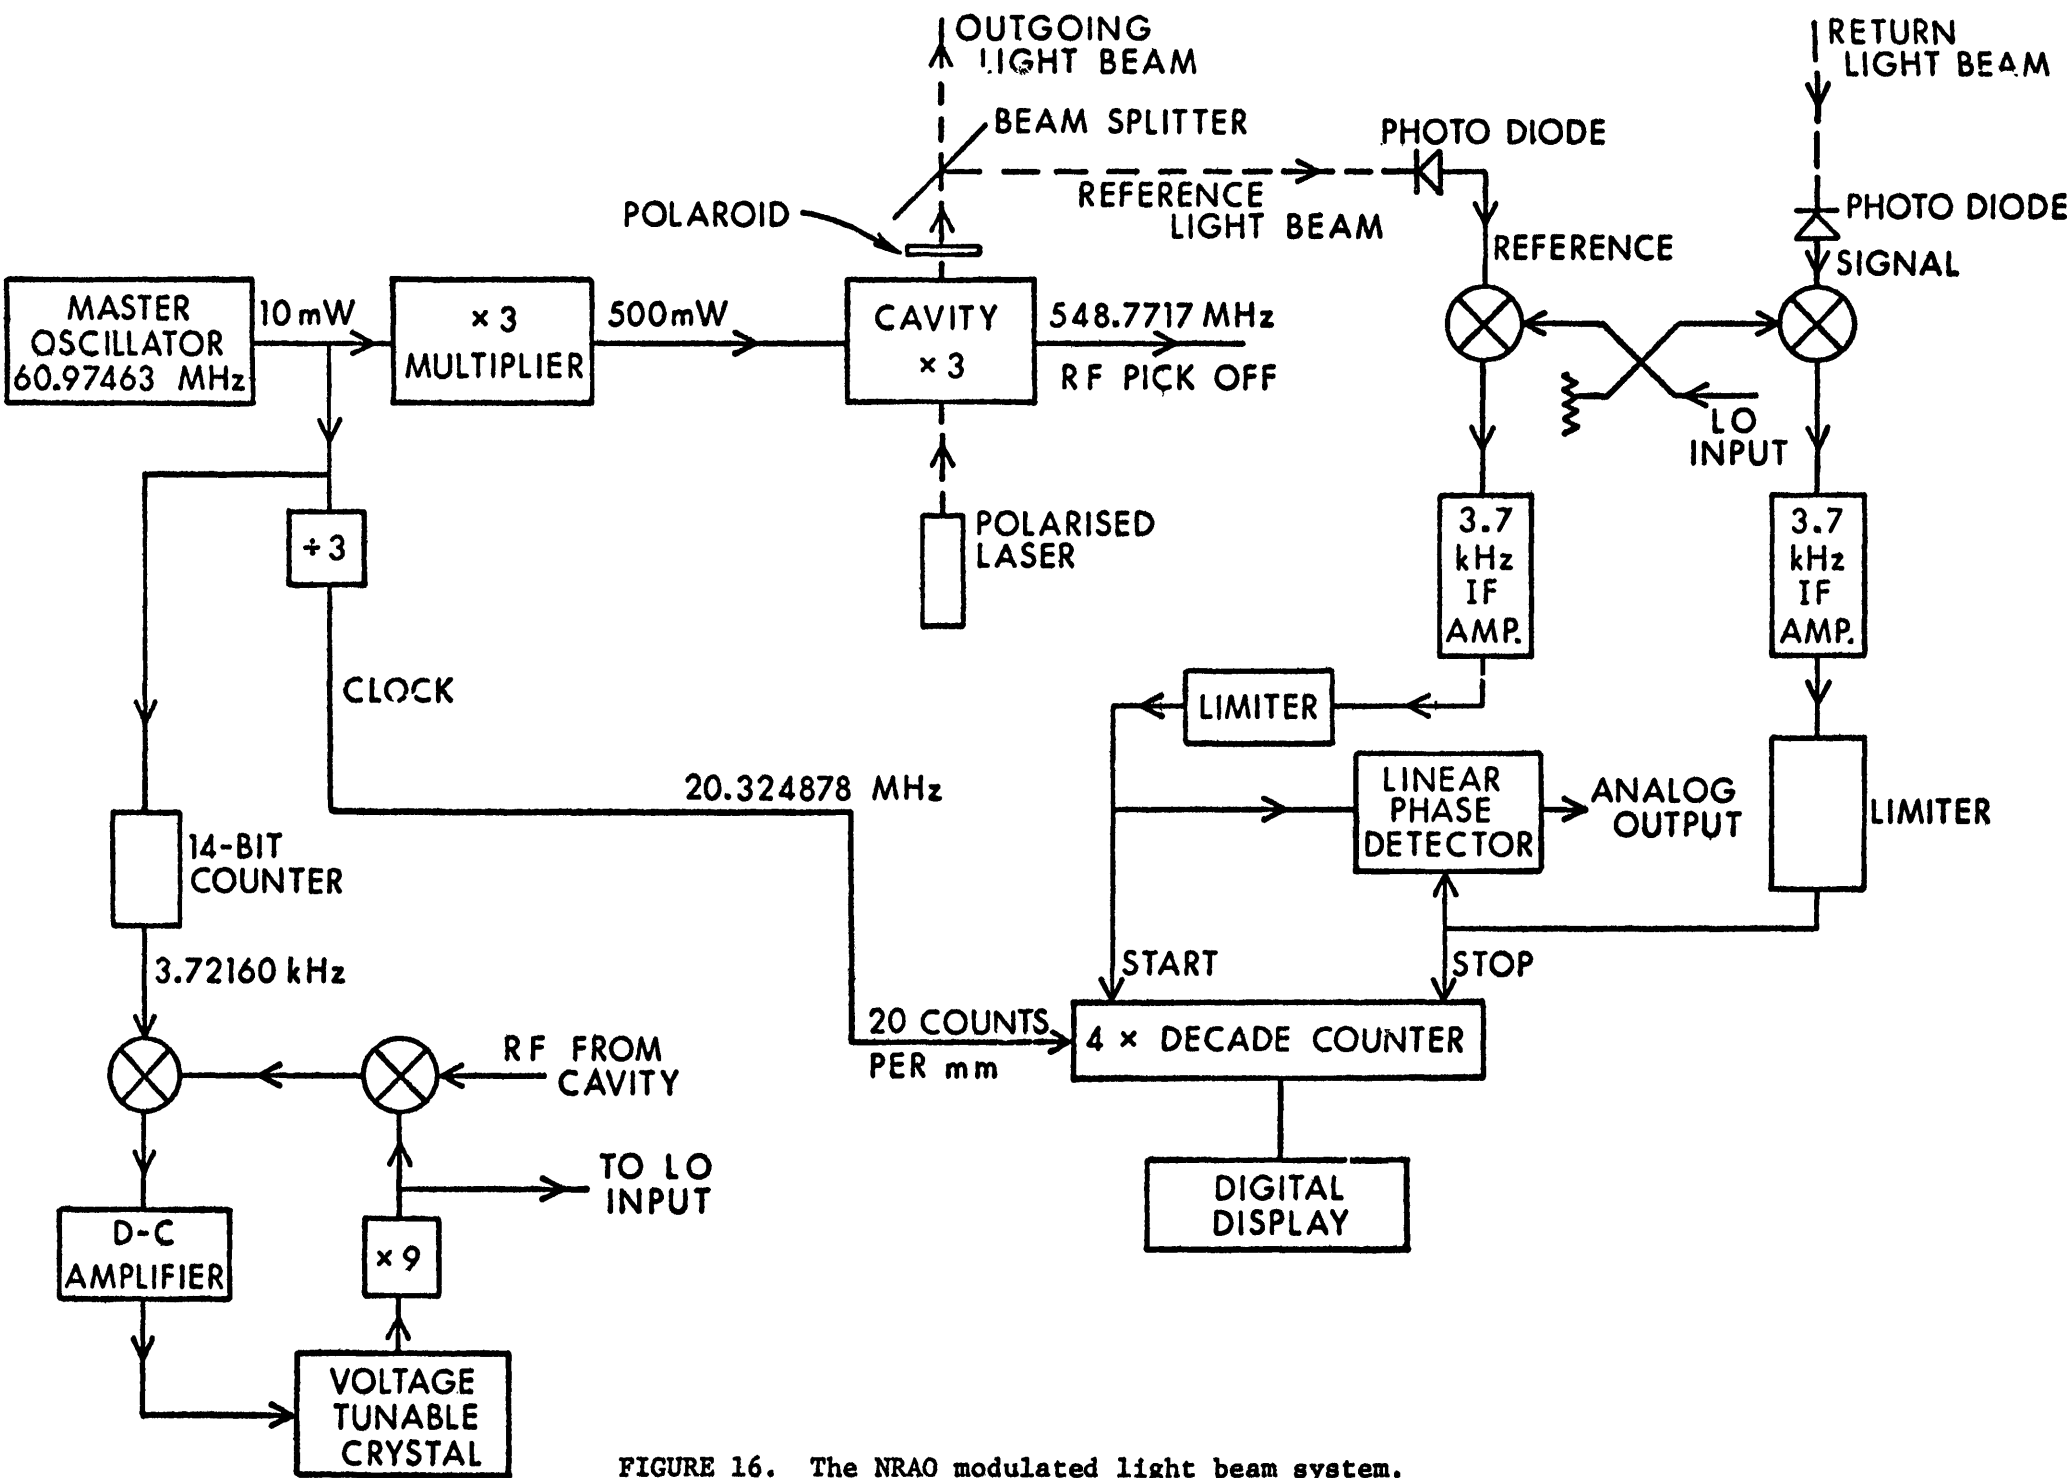 OUTGOING
LIGHT BEAM
RETURN
LIGHT BEAM
BEAM SPLITTER
PHOTO DIODE
REFERENCE
LIGHT BEAM
POLAROID
PHOTO DIODE
REFERENCE
SIGNAL
MASTER
OSCILLATOR
60.97463 MHz
10 mW
× 3
MULTIPLIER
500mW
CAVITY
× 3
548.7717 MHz
RF PICK OFF
LO
INPUT
÷3
POLARISED
LASER
3.7
kHz
IF
AMP.
3.7
kHz
IF
AMP.
CLOCK
LIMITER
20.324878 MHz
LINEAR
PHASE
DETECTOR
ANALOG
OUTPUT
LIMITER
14-BIT
COUNTER
3.72160 kHz
START
STOP
20 COUNTS
PER mm
4 × DECADE COUNTER
RF FROM
CAVITY
TO LO
INPUT
DIGITAL
DISPLAY
D-C
AMPLIFIER
× 9
VOLTAGE
TUNABLE
CRYSTAL
FIGURE 16. The NRAO modulated light beam system.